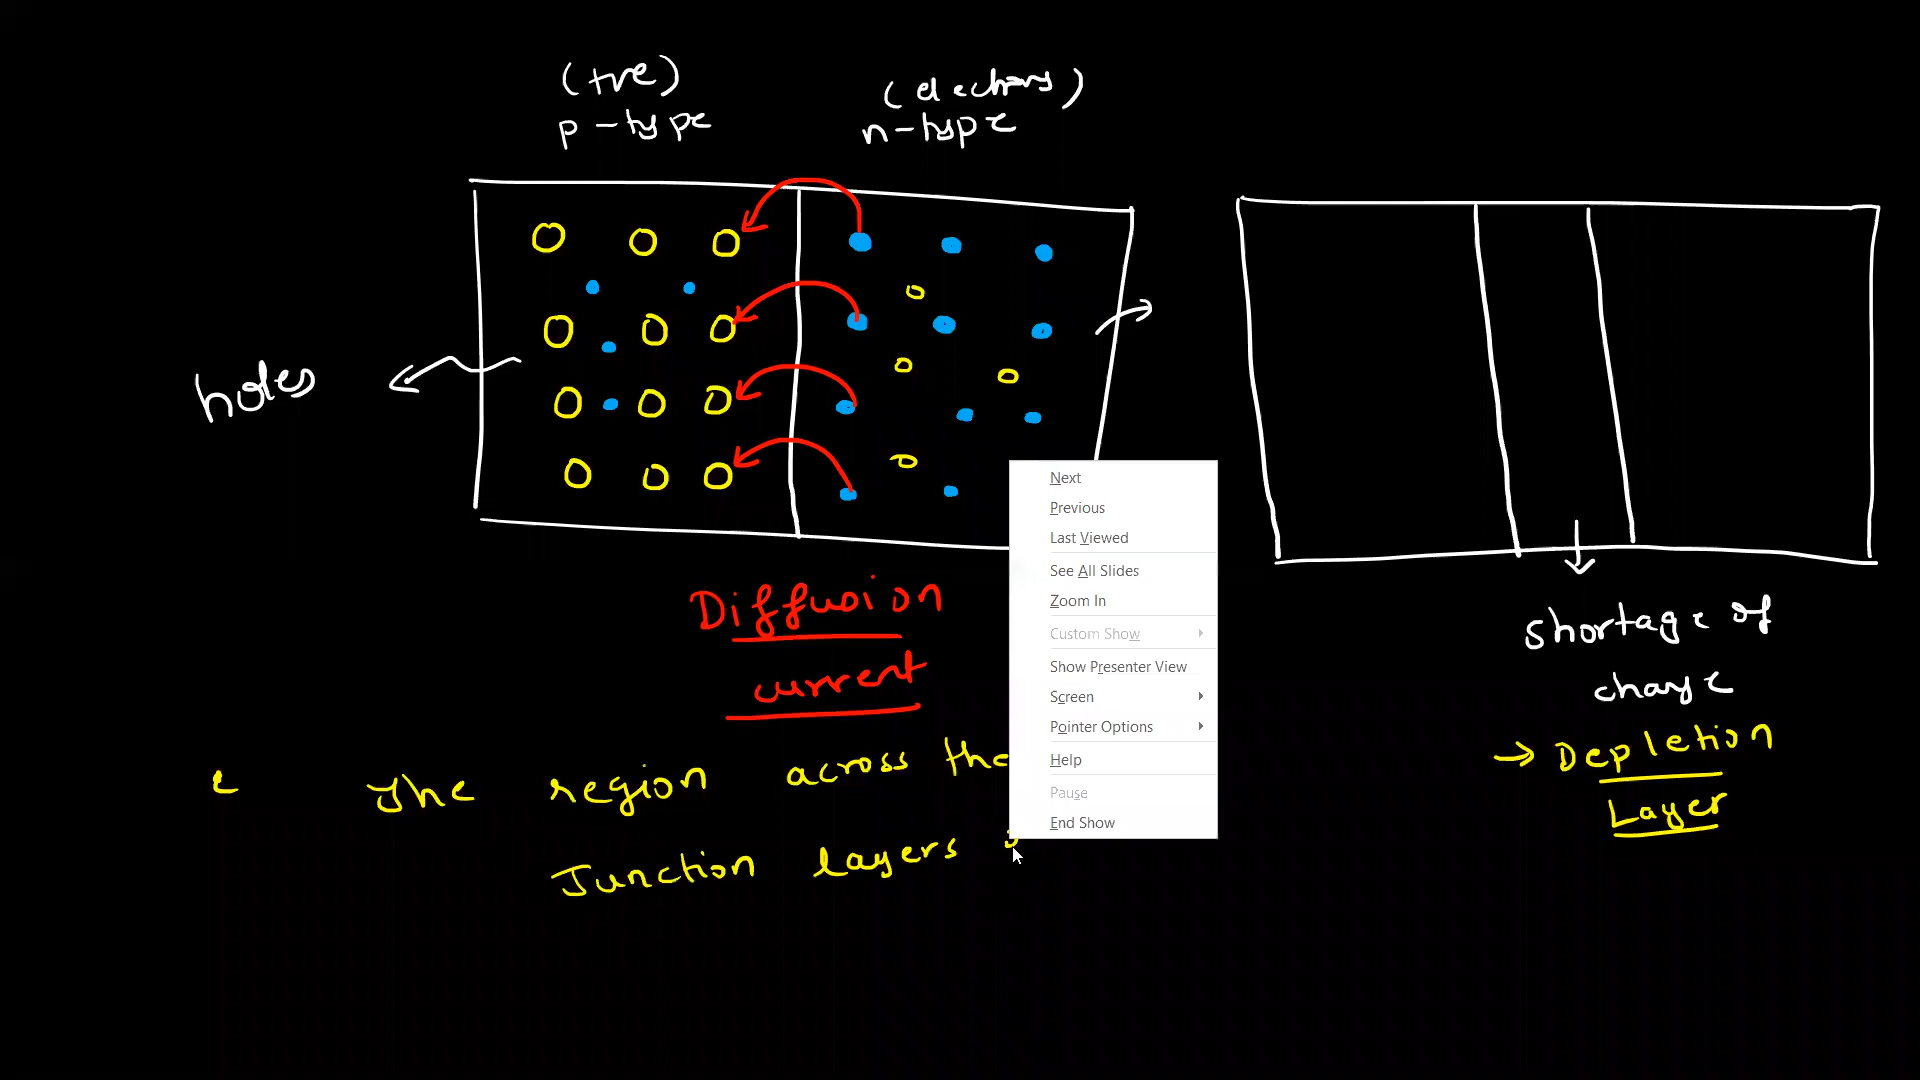 (+ve)
p-type
(electrons)
n-type
holes
Diffusion
current
The region across the
Junction layers
shortage of
charge
→ Depletion
Layer
Next
Previous
Last Viewed
See All Slides
Zoom In
Custom Show
Show Presenter View
Screen
Pointer Options
Help
Pause
End Show